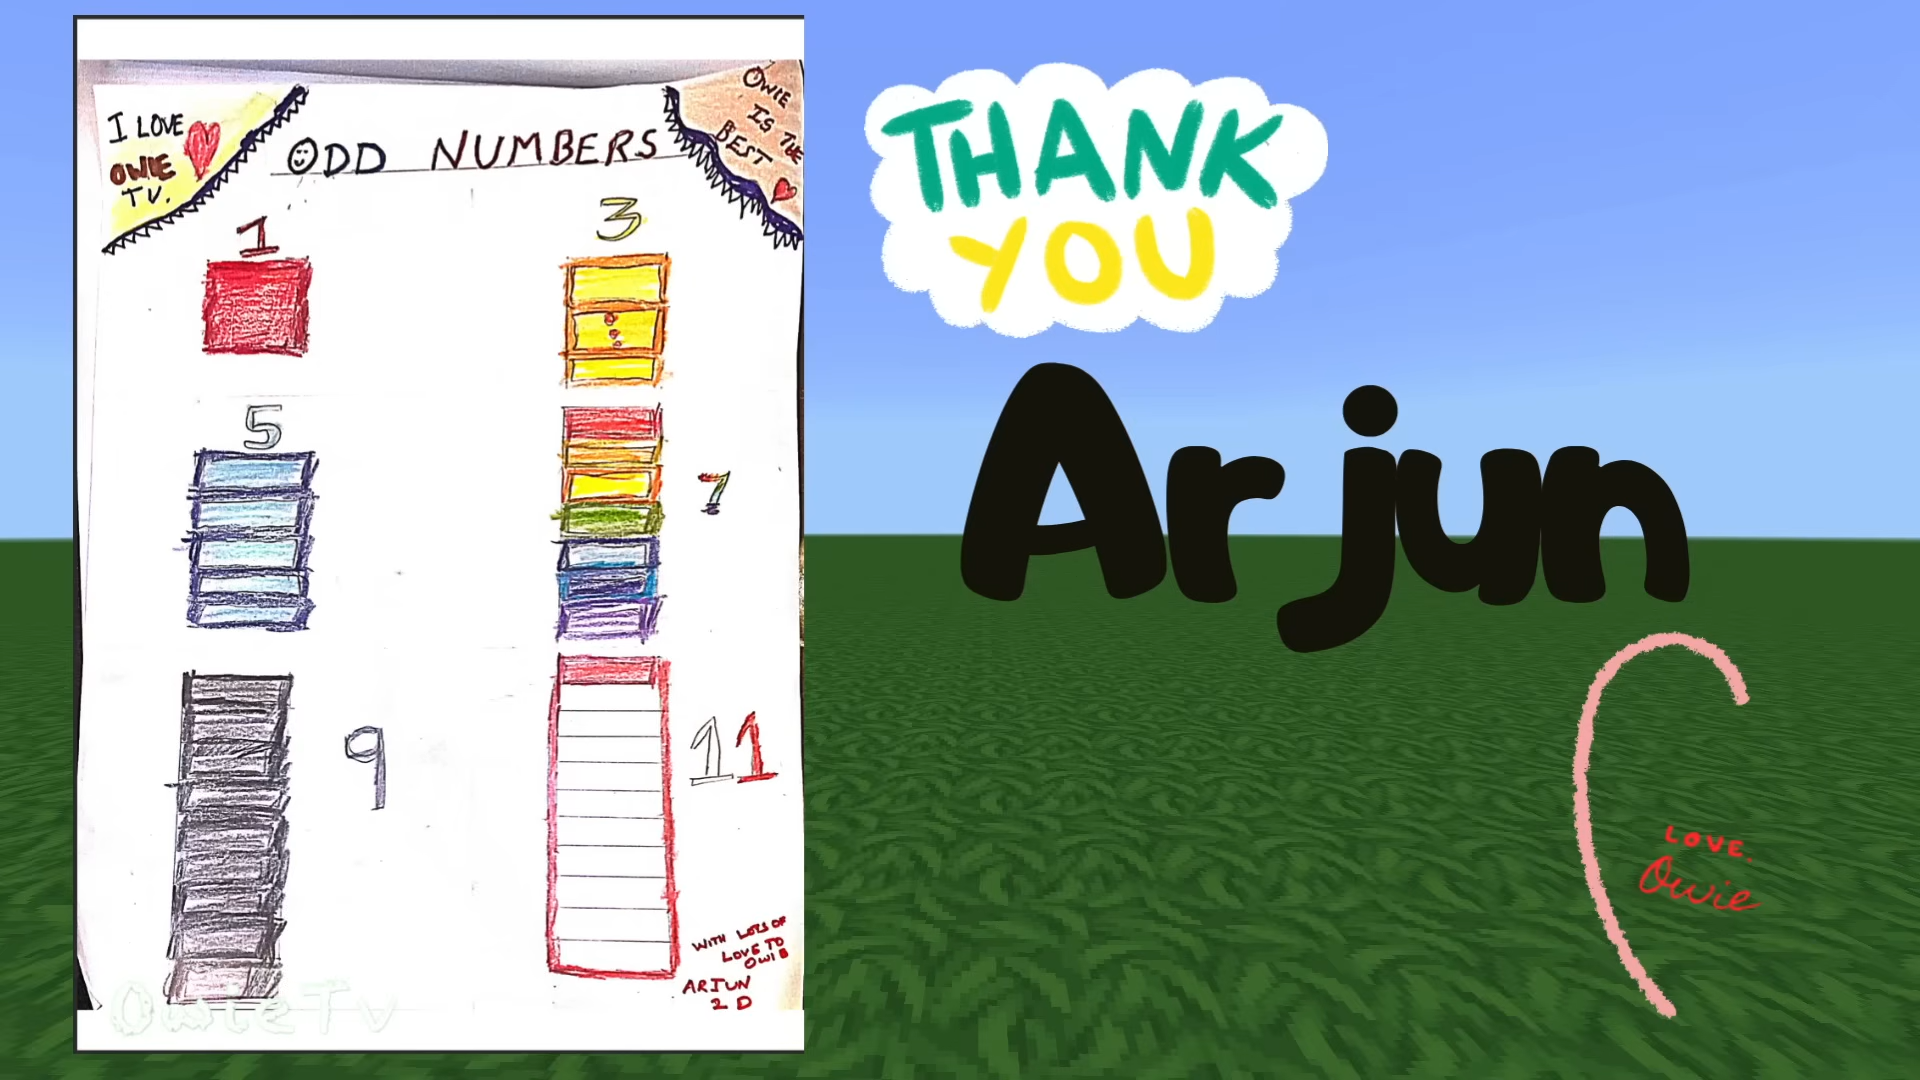 I LOVE
OWIE
TV.
ODD NUMBERS
OWIE
IS THE
BEST
1
3
5
7
9
11
WITH LOTS OF
LOVE TO
OWIE
ARJUN
2 D
OwieTv
THANK
YOU
Arjun
LOVE.
Owie